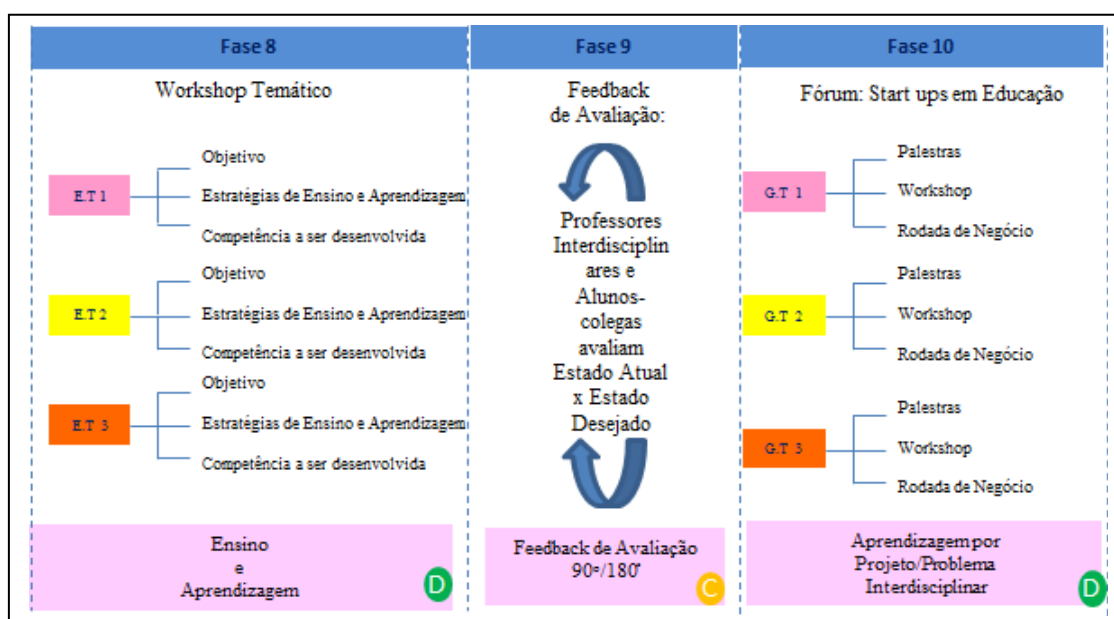 Fase 8
Workshop Temático
E.T 1
Objetivo
Estratégias de Ensino e Aprendizagem
Competência a ser desenvolvida
E.T 2
Objetivo
Estratégias de Ensino e Aprendizagem
Competência a ser desenvolvida
E.T 3
Objetivo
Estratégias de Ensino e Aprendizagem
Competência a ser desenvolvida
Ensino
e
Aprendizagem
D
Fase 9
Feedback
de Avaliação:
Professores
Interdisciplin
ares e
Alunos-
colegas
avaliam
Estado Atual
x Estado
Desejado
Feedback de Avaliação
90º/180º
C
Fase 10
Fórum: Start ups em Educação
G.T 1
Palestras
Workshop
Rodada de Negócio
G.T 2
Palestras
Workshop
Rodada de Negócio
G.T 3
Palestras
Workshop
Rodada de Negócio
Aprendizagem por
Projeto/Problema
Interdisciplinar
D